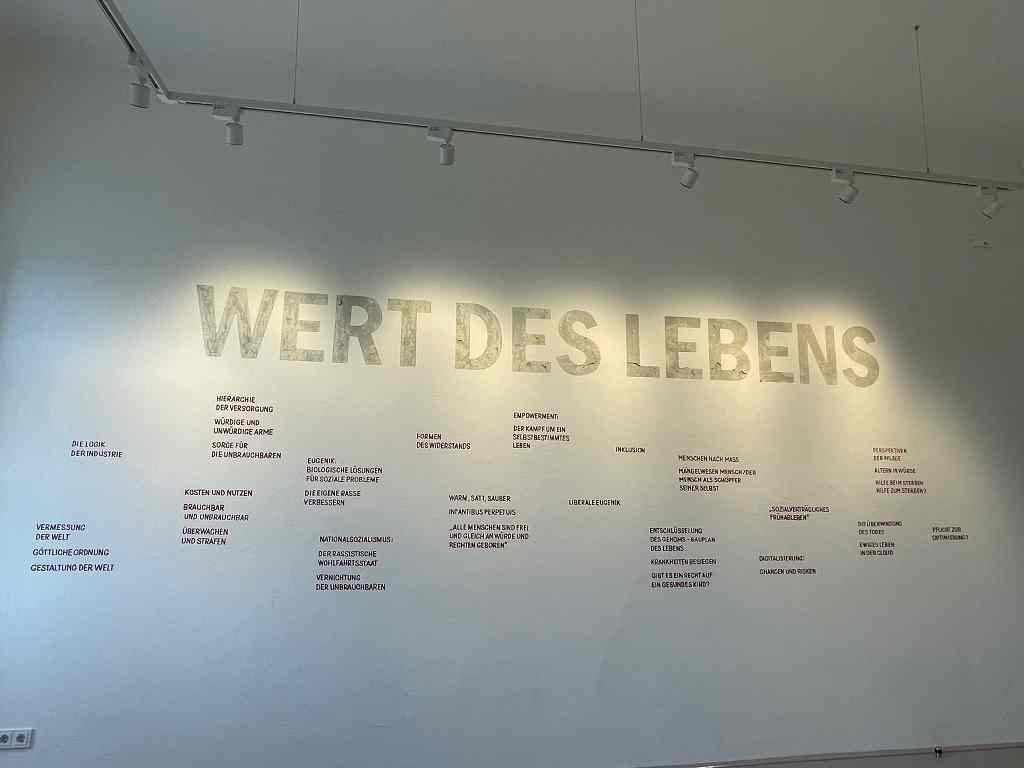 WERT DES LEBENS
HIERARCHIE
DER VERSORGUNG
WÜRDIGE UND
UNWÜRDIGE ARME
SORGE FÜR
DIE UNBRAUCHBAREN
DIE LOGIK
DER INDUSTRIE
KOSTEN UND NUTZEN
BRAUCHBAR
UND UNBRAUCHBAR
ÜBERWACHEN
UND STRAFEN
VERMESSUNG
DER WELT
GÖTTLICHE ORDNUNG
GESTALTUNG DER WELT
EUGENIK:
BIOLOGISCHE LÖSUNGEN
FÜR SOZIALE PROBLEME
DIE EIGENE RASSE
VERBESSERN
NATIONALSOZIALISMUS:
DER RASSISTISCHE
WOHLFAHRTSSTAAT
VERNICHTUNG
DER UNBRAUCHBAREN
FORMEN
DES WIDERSTANDS
WARM, SATT, SAUBER
INFANTIBUS PERPETUIS
„ALLE MENSCHEN SIND FREI
UND GLEICH AN WÜRDE UND
RECHTEN GEBOREN“
EMPOWERMENT:
DER KAMPF UM EIN
SELBSTBESTIMMTES
LEBEN
INKLUSION
LIBERALE EUGENIK
MENSCHEN NACH MASS
MÄNGELWESEN MENSCH/DER
MENSCH ALS SCHÖPFER
SEINER SELBST
ENTSCHLÜSSELUNG
DES GENOMS – BAUPLAN
DES LEBENS
KRANKHEITEN BESIEGEN
GIBT ES EIN RECHT AUF
EIN GESUNDES KIND?
„SOZIALVERTRÄGLICHES
FRÜHABLEBEN“
DIGITALISIERUNG:
CHANCEN UND RISIKEN
PERSPEKTIVEN
DER PFLEGE
ALTERN IN WÜRDE
HILFE BEIM STERBEN
HILFE ZUM STERBEN?
DIE ÜBERWINDUNG
DES TODES
EWIGES LEBEN
IN DER CLOUD
PFLICHT ZUR
OPTIMIERUNG?